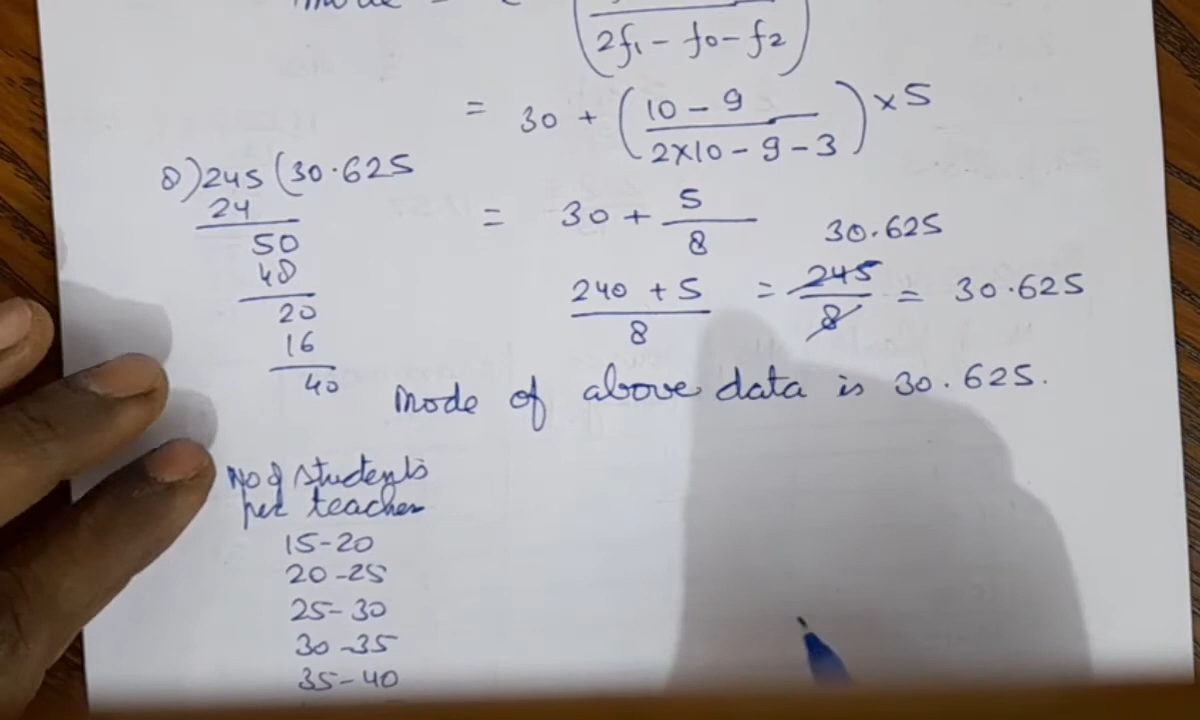 2f₁ - f₀ - f₂
= 30 + (10 - 9 / 2×10 - 9 - 3) × 5
8)245(30.625
24
50
48
20
16
40
= 30 + 5/8
30.625
240 + 5 / 8 = 245/8 = 30.625
Mode of above data is 30.625.
No of students
per teacher
15-20
20-25
25-30
30-35
35-40